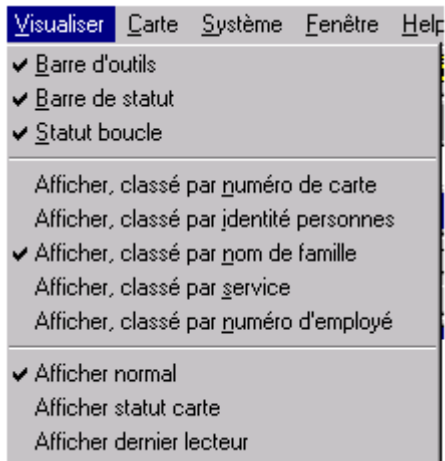 Visualiser Carte Système Fenêtre Help
Barre d'outils
Barre de statut
Statut boucle
Afficher, classé par numéro de carte
Afficher, classé par identité personnes
Afficher, classé par nom de famille
Afficher, classé par service
Afficher, classé par numéro d'employé
Afficher normal
Afficher statut carte
Afficher dernier lecteur